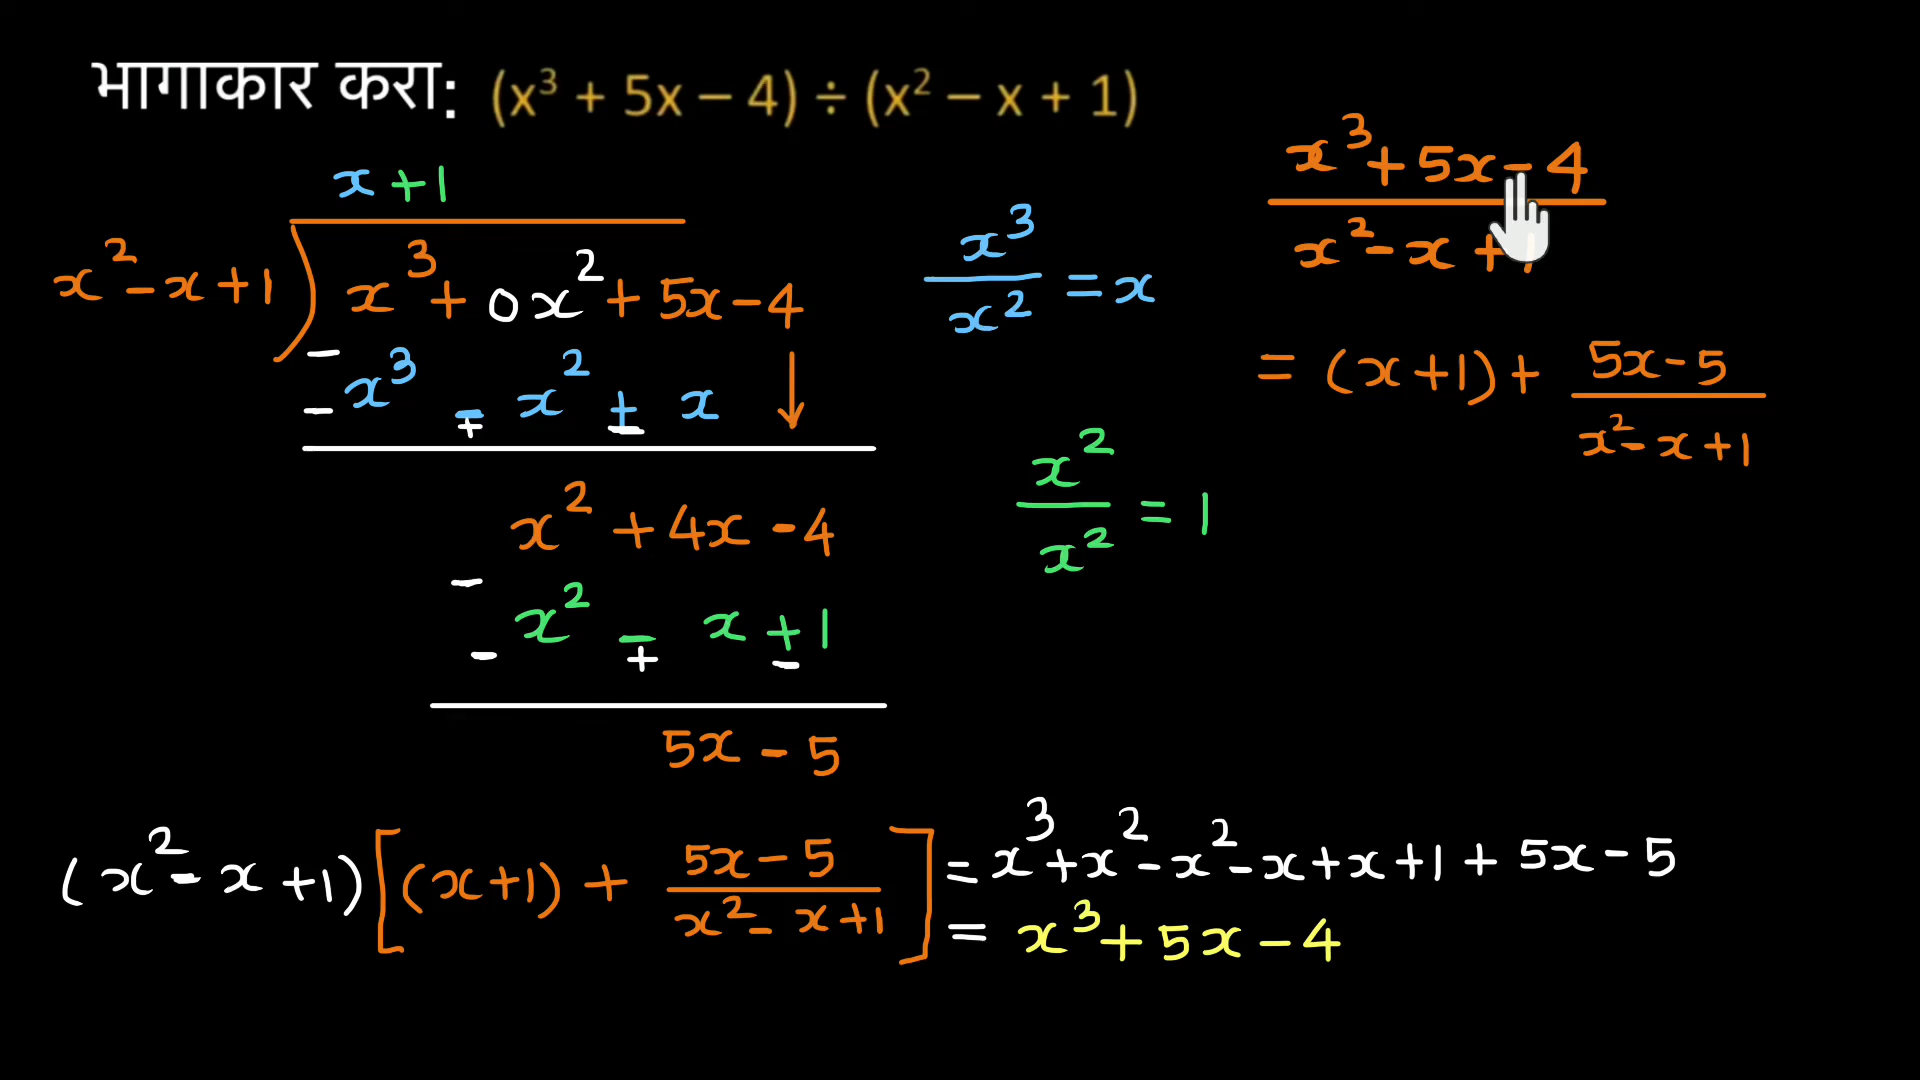 भागाकार करा: (x³ + 5x – 4) ÷ (x² – x + 1)
x + 1
x² - x + 1 ) x³ + 0x² + 5x - 4
-
x³ - x² + x
- + -
x² + 4x - 4
-
x² - x + 1
- + -
5x - 5
x³/x² = x
x²/x² = 1
(x³ + 5x - 4)/(x² - x + 1)
= (x+1) + (5x - 5)/(x² - x + 1)
(x² - x + 1) [(x+1) + (5x - 5)/(x² - x + 1)] = x³ + x² - x² - x + x + 1 + 5x - 5
= x³ + 5x - 4